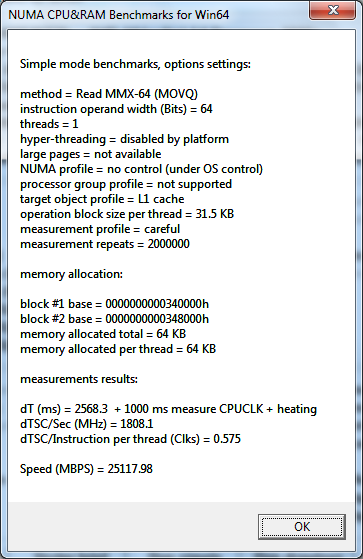 NUMA CPU&RAM Benchmarks for Win64
Simple mode benchmarks, options settings:
method = Read MMX-64 (MOVQ)
instruction operand width (Bits) = 64
threads = 1
hyper-threading = disabled by platform
large pages = not available
NUMA profile = no control (under OS control)
processor group profile = not supported
target object profile = L1 cache
operation block size per thread = 31.5 KB
measurement profile = careful
measurement repeats = 2000000
memory allocation:
block #1 base = 0000000000340000h
block #2 base = 0000000000348000h
memory allocated total = 64 KB
memory allocated per thread = 64 KB
measurements results:
dT (ms) = 2568.3  + 1000 ms measure CPUCLK + heating
dTSC/Sec (MHz) = 1808.1
dTSC/Instruction per thread (Clks) = 0.575
Speed (MBPS) = 25117.98
OK